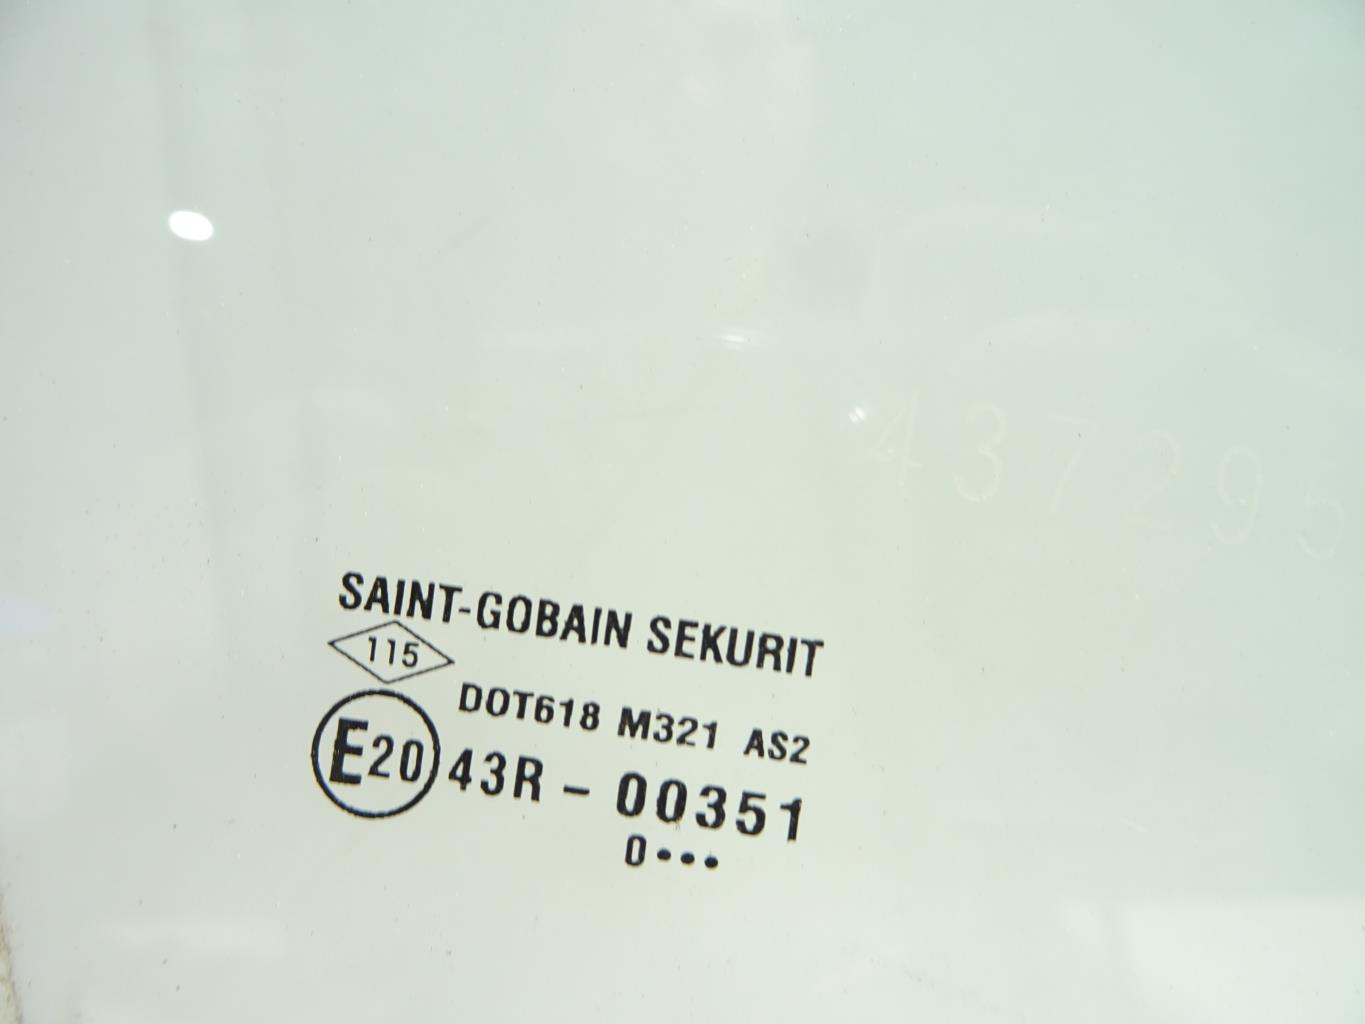 437295
SAINT-GOBAIN SEKURIT
115
DOT618 M321 AS2
E20 43R - 00351
0•••